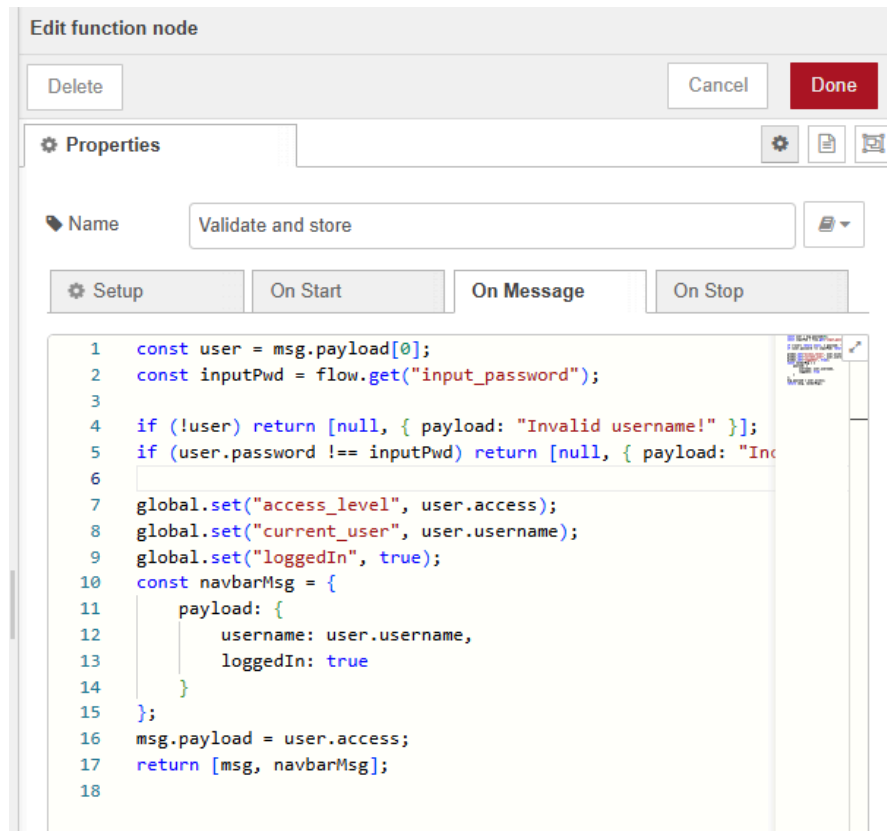 Edit function node
Delete Cancel Done
Properties
Name Validate and store
Setup On Start On Message On Stop
1 const user = msg.payload[0];
2 const inputPwd = flow.get("input_password");
3
4 if (!user) return [null, { payload: "Invalid username!" }];
5 if (user.password !== inputPwd) return [null, { payload: "Inc
6
7 global.set("access_level", user.access);
8 global.set("current_user", user.username);
9 global.set("loggedIn", true);
10 const navbarMsg = {
11 payload: {
12 username: user.username,
13 loggedIn: true
14 }
15 };
16 msg.payload = user.access;
17 return [msg, navbarMsg];
18